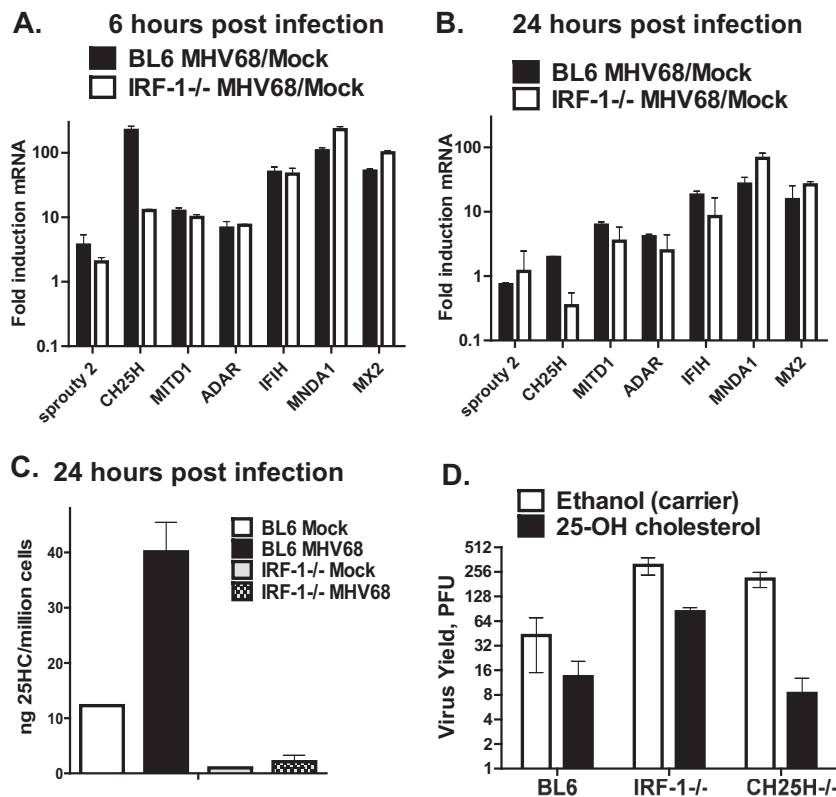 A.
6 hours post infection
BL6 MHV68/Mock
IRF-1-/- MHV68/Mock
Fold induction mRNA
100
10
1
0.1
sprouty 2
CH25H
MITD1
ADAR
IFIH
MNDA1
MX2
B.
24 hours post infection
BL6 MHV68/Mock
IRF-1-/- MHV68/Mock
Fold induction mRNA
100
10
1
0.1
sprouty 2
CH25H
MITD1
ADAR
IFIH
MNDA1
MX2
C.
24 hours post infection
BL6 Mock
BL6 MHV68
IRF-1-/- Mock
IRF-1-/- MHV68
ng 25HC/million cells
40
30
20
10
0
D.
Ethanol (carrier)
25-OH cholesterol
Virus Yield, PFU
512
256
128
64
32
16
8
4
2
1
BL6
IRF-1-/-
CH25H-/-